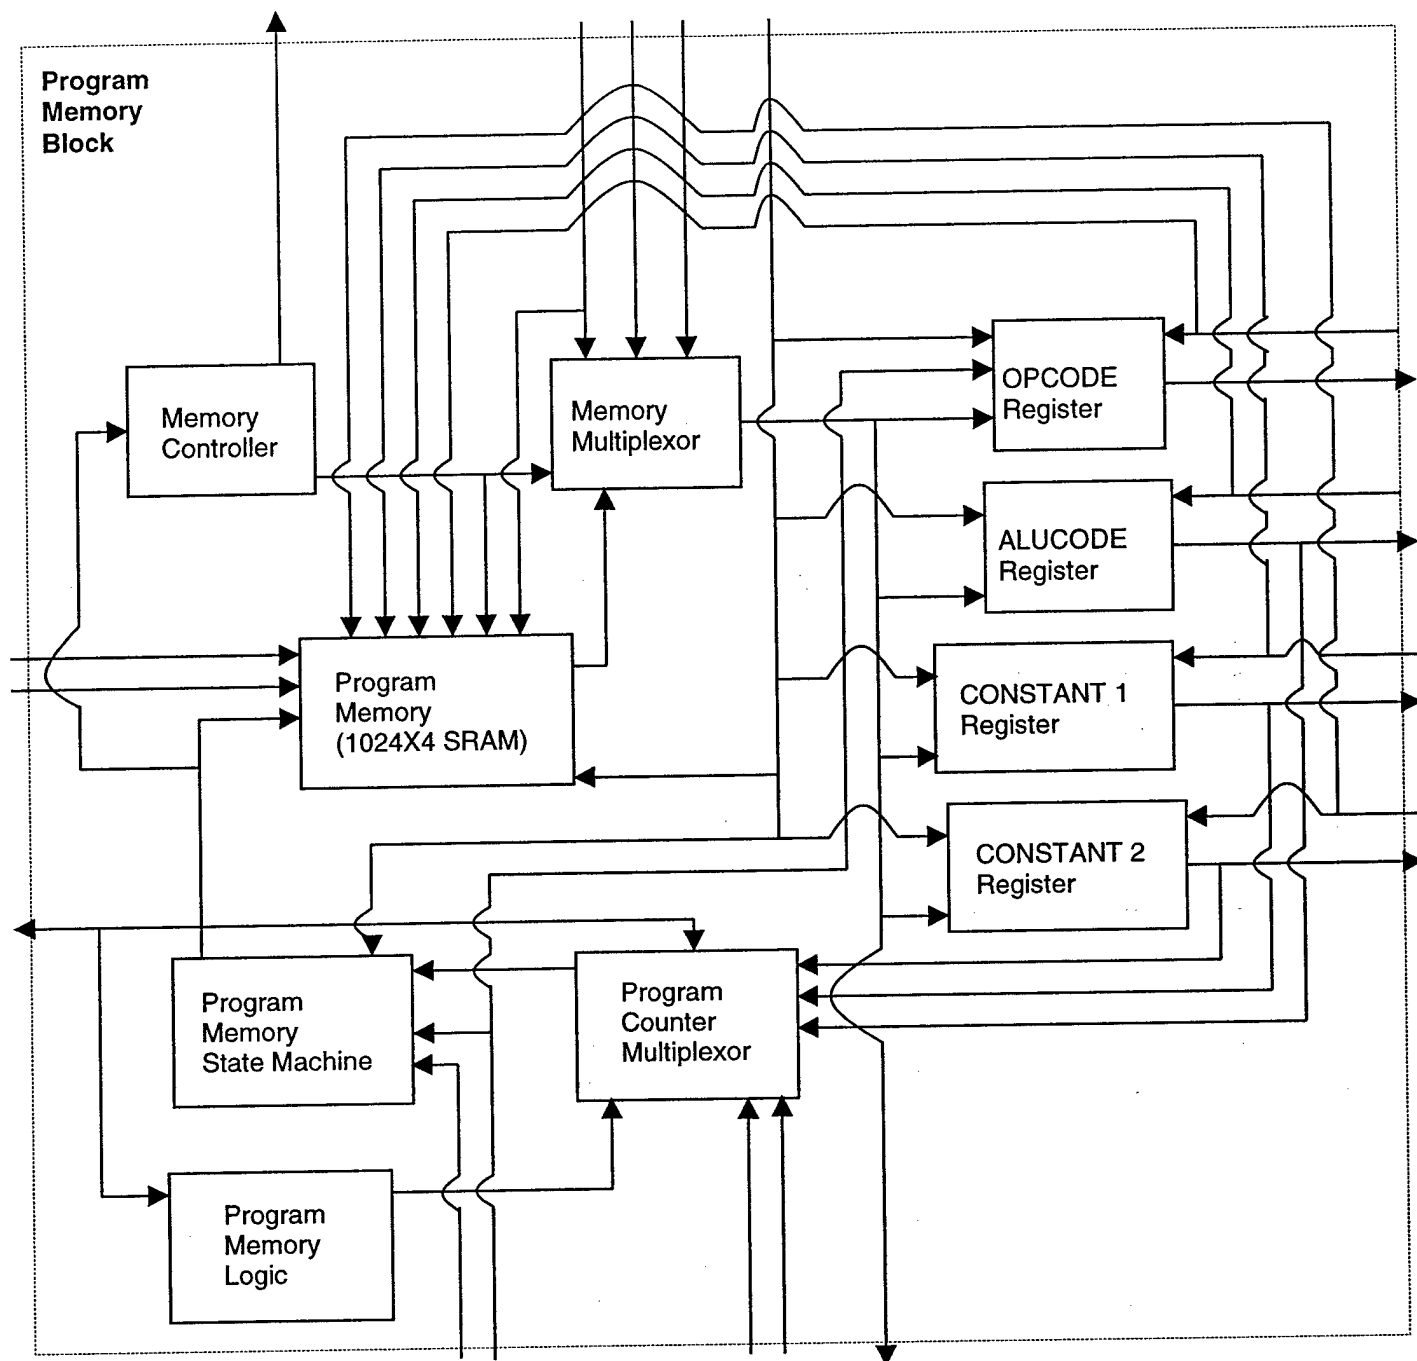 Program
Memory
Block
Memory
Controller
Memory
Multiplexor
OPCODE
Register
ALUCODE
Register
Program
Memory
(1024X4 SRAM)
CONSTANT 1
Register
CONSTANT 2
Register
Program
Memory
State Machine
Program
Counter
Multiplexor
Program
Memory
Logic